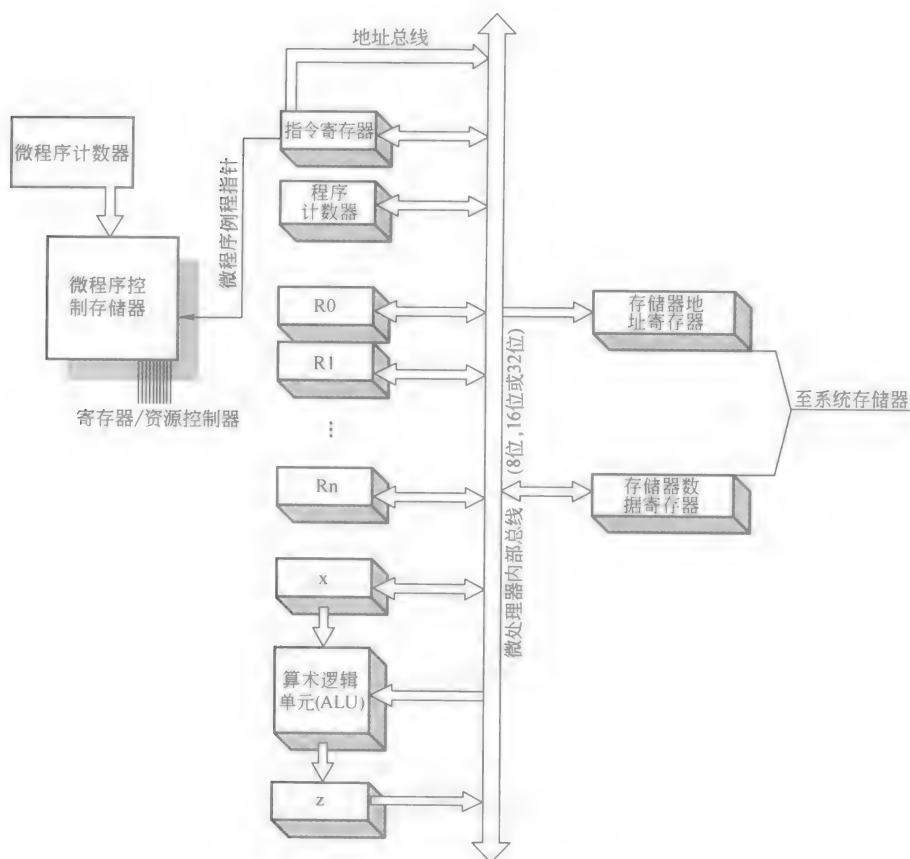 地址总线
指令寄存器
微程序计数器
程序
计数器
微程序例程指针
微程序控
制存储器
R0
存储器地
址寄存器
R1
寄存器/资源控制器
⋮
至系统存储器
微处理器内部总线(8位,16位或32位)
Rn
存储器数
据寄存器
x
算术逻辑
单元(ALU)
z